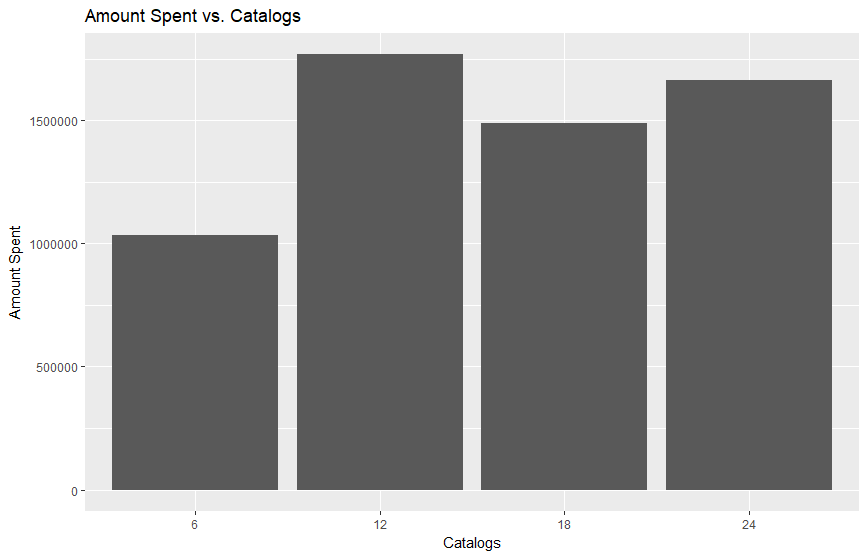 Amount Spent vs. Catalogs
Amount Spent
1500000
1000000
500000
0
6 12 18 24
Catalogs